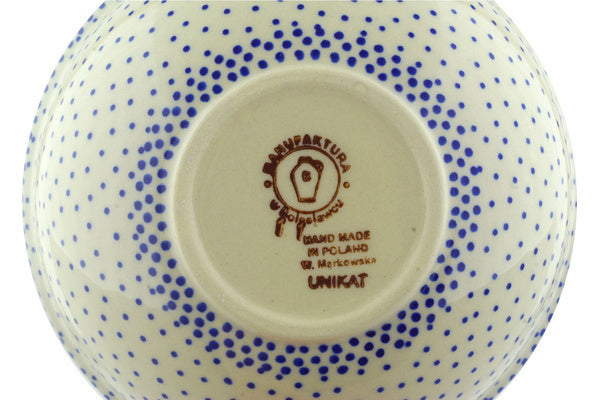 MANUFAKTURA
w Bolesławcu
B
HAND MADE
IN POLAND
W. Markowska
UNIKAT